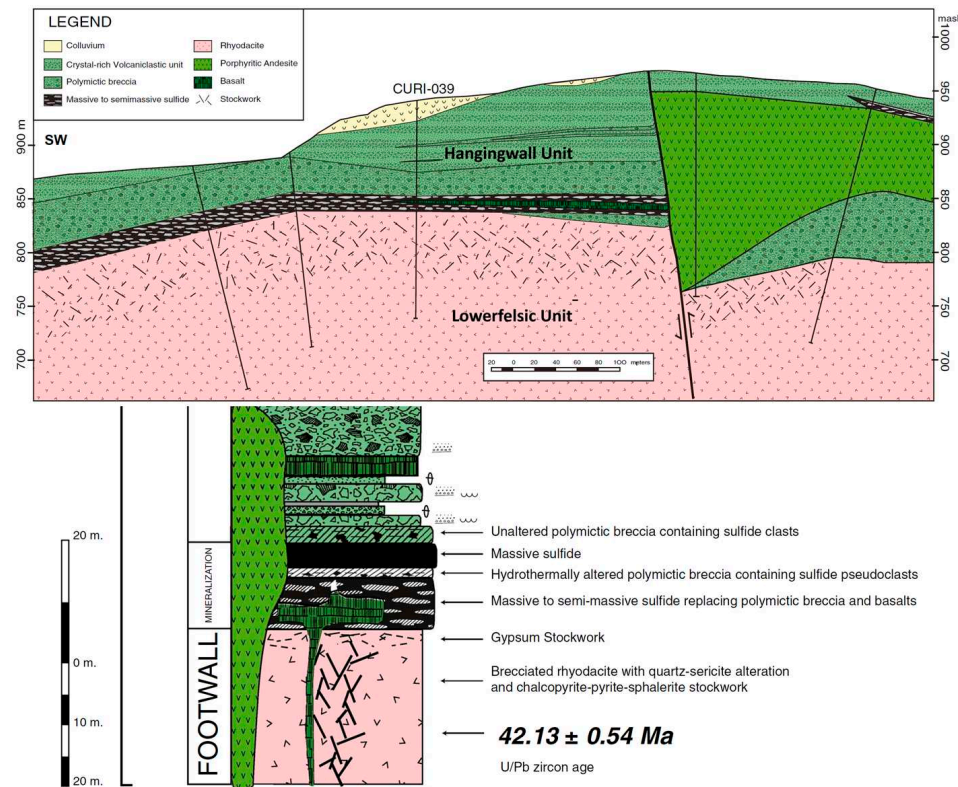 LEGEND
Colluvium
Rhyodacite
Crystal-rich Volcaniclastic unit
Porphyritic Andesite
Polymictic breccia
Basalt
Massive to semimassive sulfide
Stockwork
masl
1000
950
900
850
800
750
700
CURI-039
SW
900 m
850
800
750
700
Hangingwall Unit
Lowerfelsic Unit
20 0 20 40 60 80 100 meters
20 m.
0 m.
10 m.
20 m.
MINERALIZATION
FOOTWALL
Unaltered polymictic breccia containing sulfide clasts
Massive sulfide
Hydrothermally altered polymictic breccia containing sulfide pseudoclasts
Massive to semi-massive sulfide replacing polymictic breccia and basalts
Gypsum Stockwork
Brecciated rhyodacite with quartz-sericite alteration
and chalcopyrite-pyrite-sphalerite stockwork
42.13 ± 0.54 Ma
U/Pb zircon age